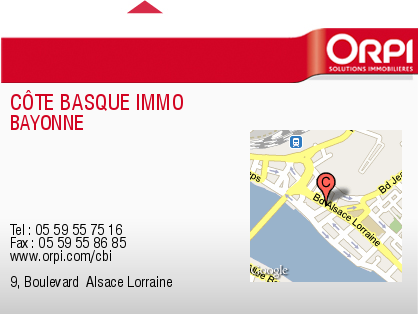 ORPI
SOLUTIONS IMMOBILIÈRES
CÔTE BASQUE IMMO
BAYONNE
C
Bd Jea
Bd Alsace Lorraine
Tel : 05 59 55 75 16
Fax : 05 59 55 86 85
www.orpi.com/cbi
Google
9, Boulevard Alsace Lorraine